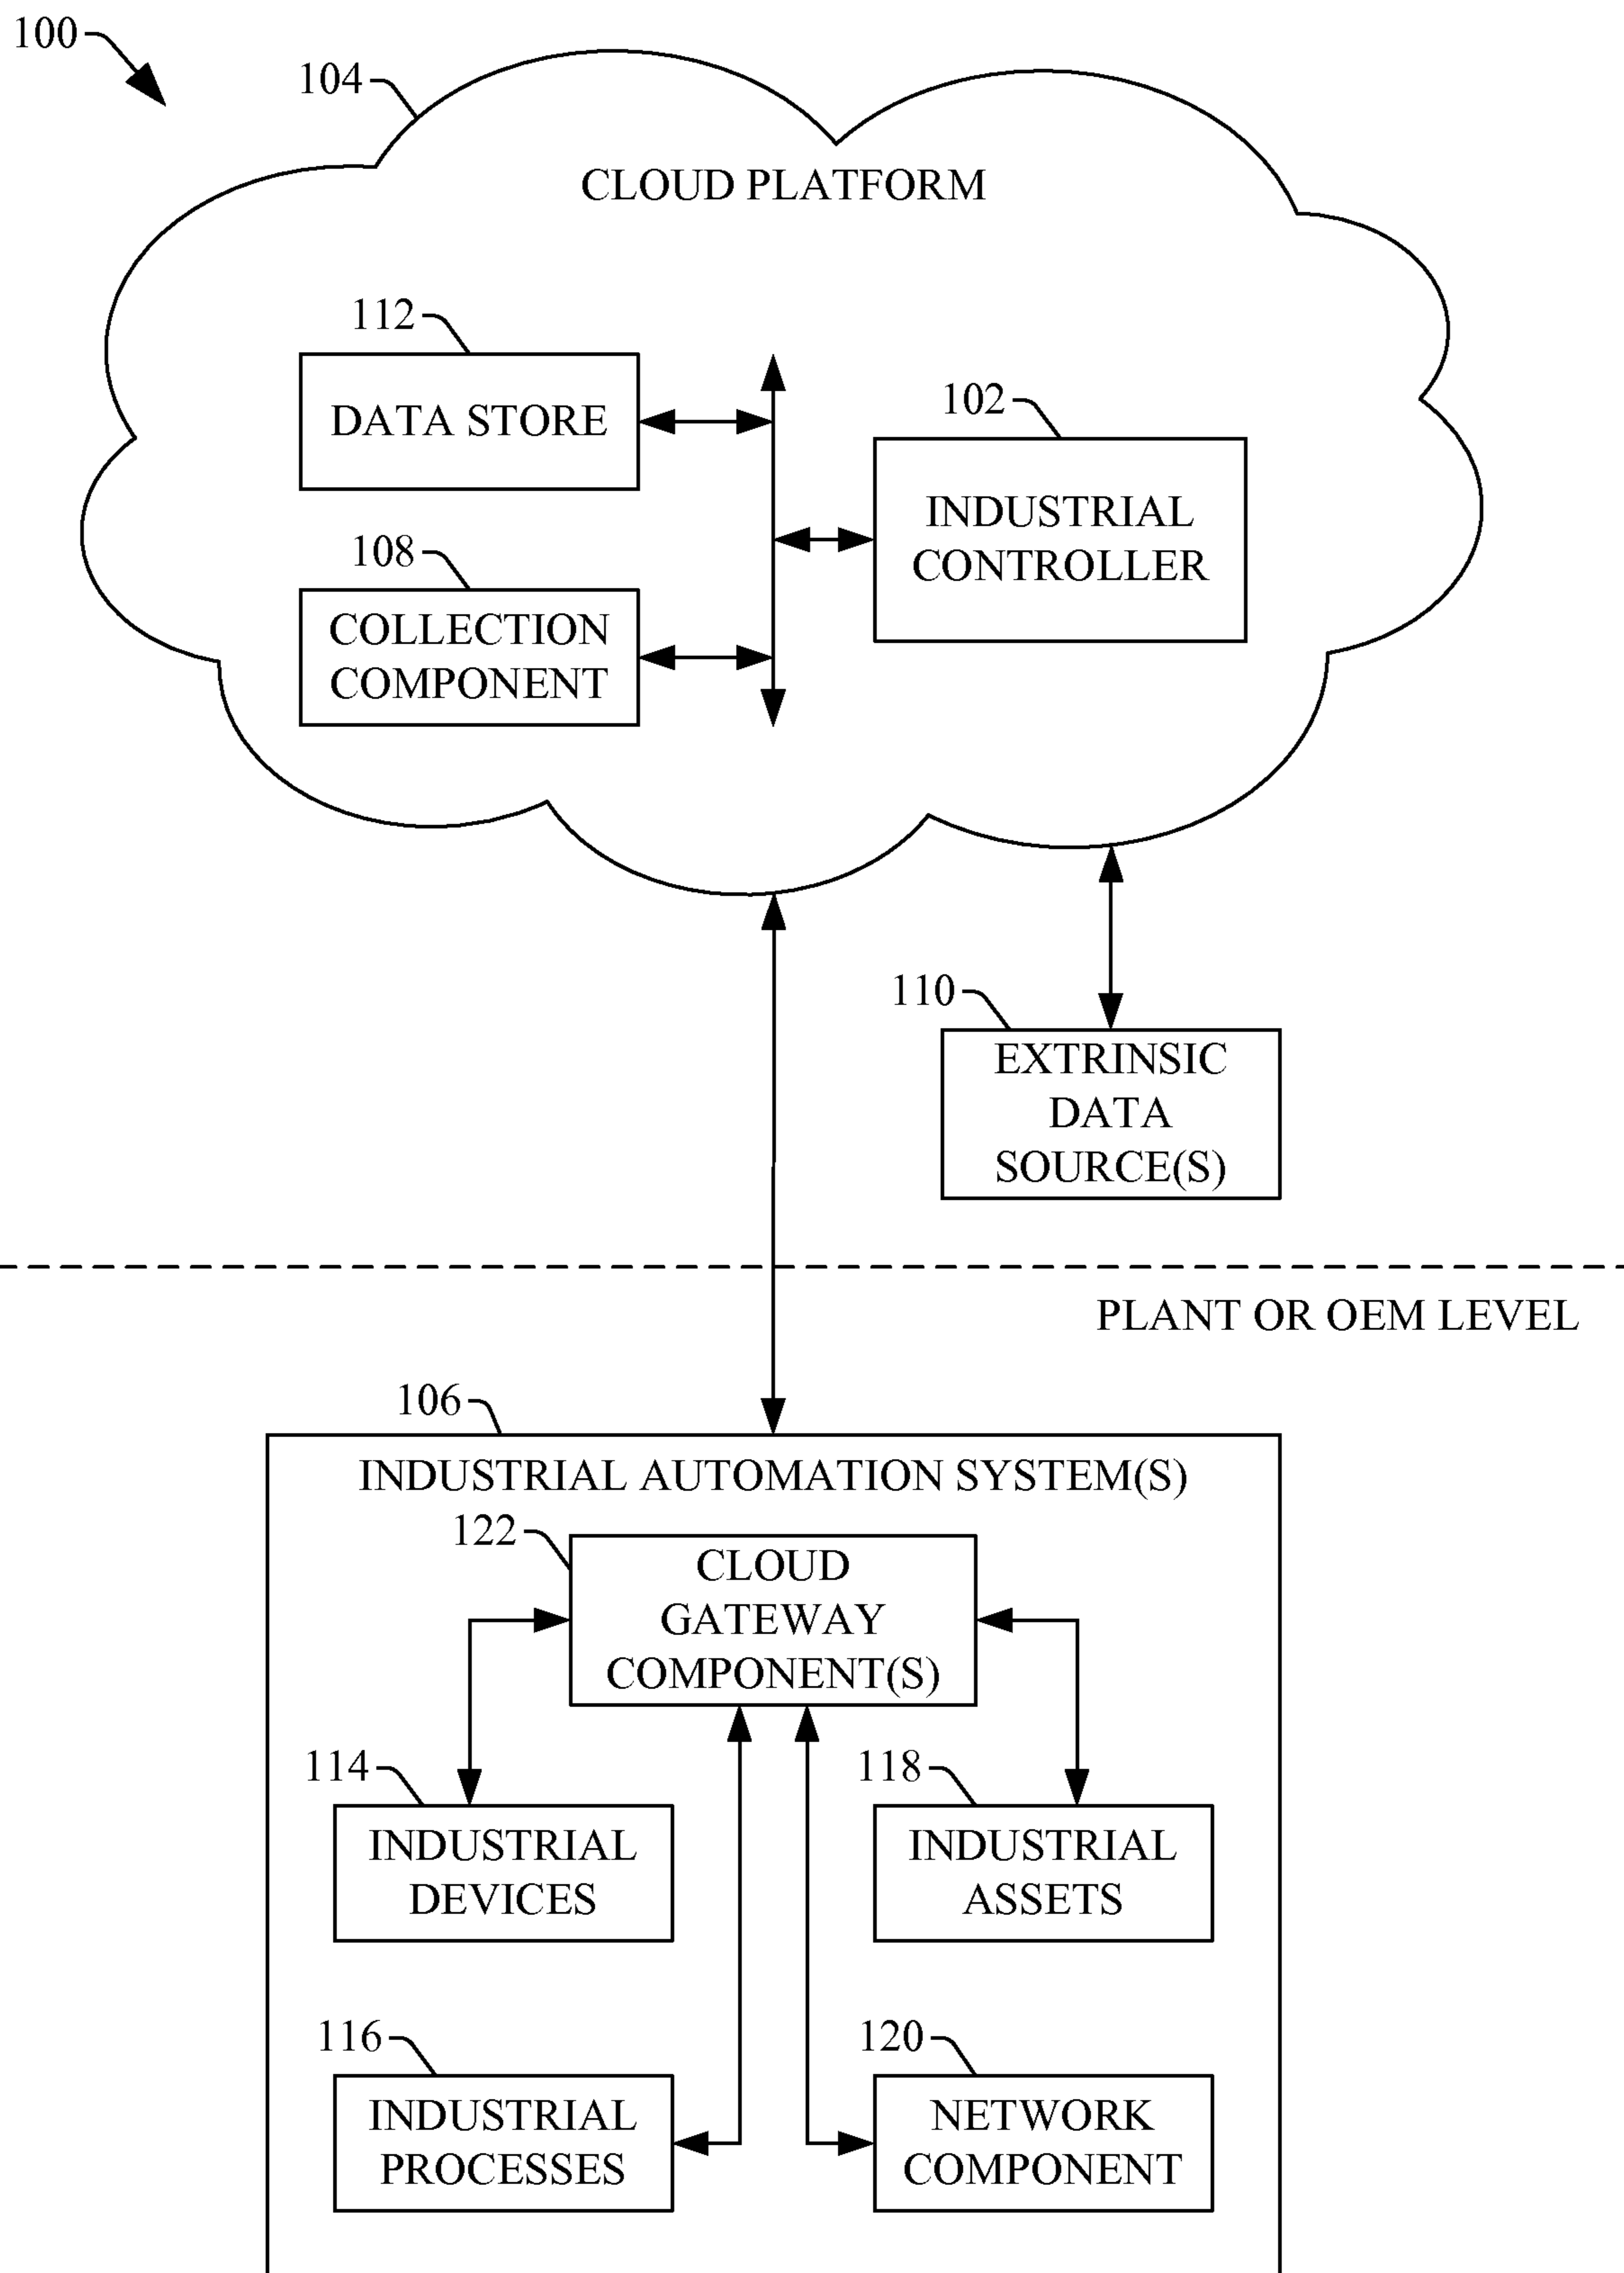 100
104
CLOUD PLATFORM
112
DATA STORE
102
INDUSTRIAL
CONTROLLER
108
COLLECTION
COMPONENT
110
EXTRINSIC
DATA
SOURCE(S)
PLANT OR OEM LEVEL
106
INDUSTRIAL AUTOMATION SYSTEM(S)
122
CLOUD
GATEWAY
COMPONENT(S)
114
INDUSTRIAL
DEVICES
118
INDUSTRIAL
ASSETS
116
INDUSTRIAL
PROCESSES
120
NETWORK
COMPONENT